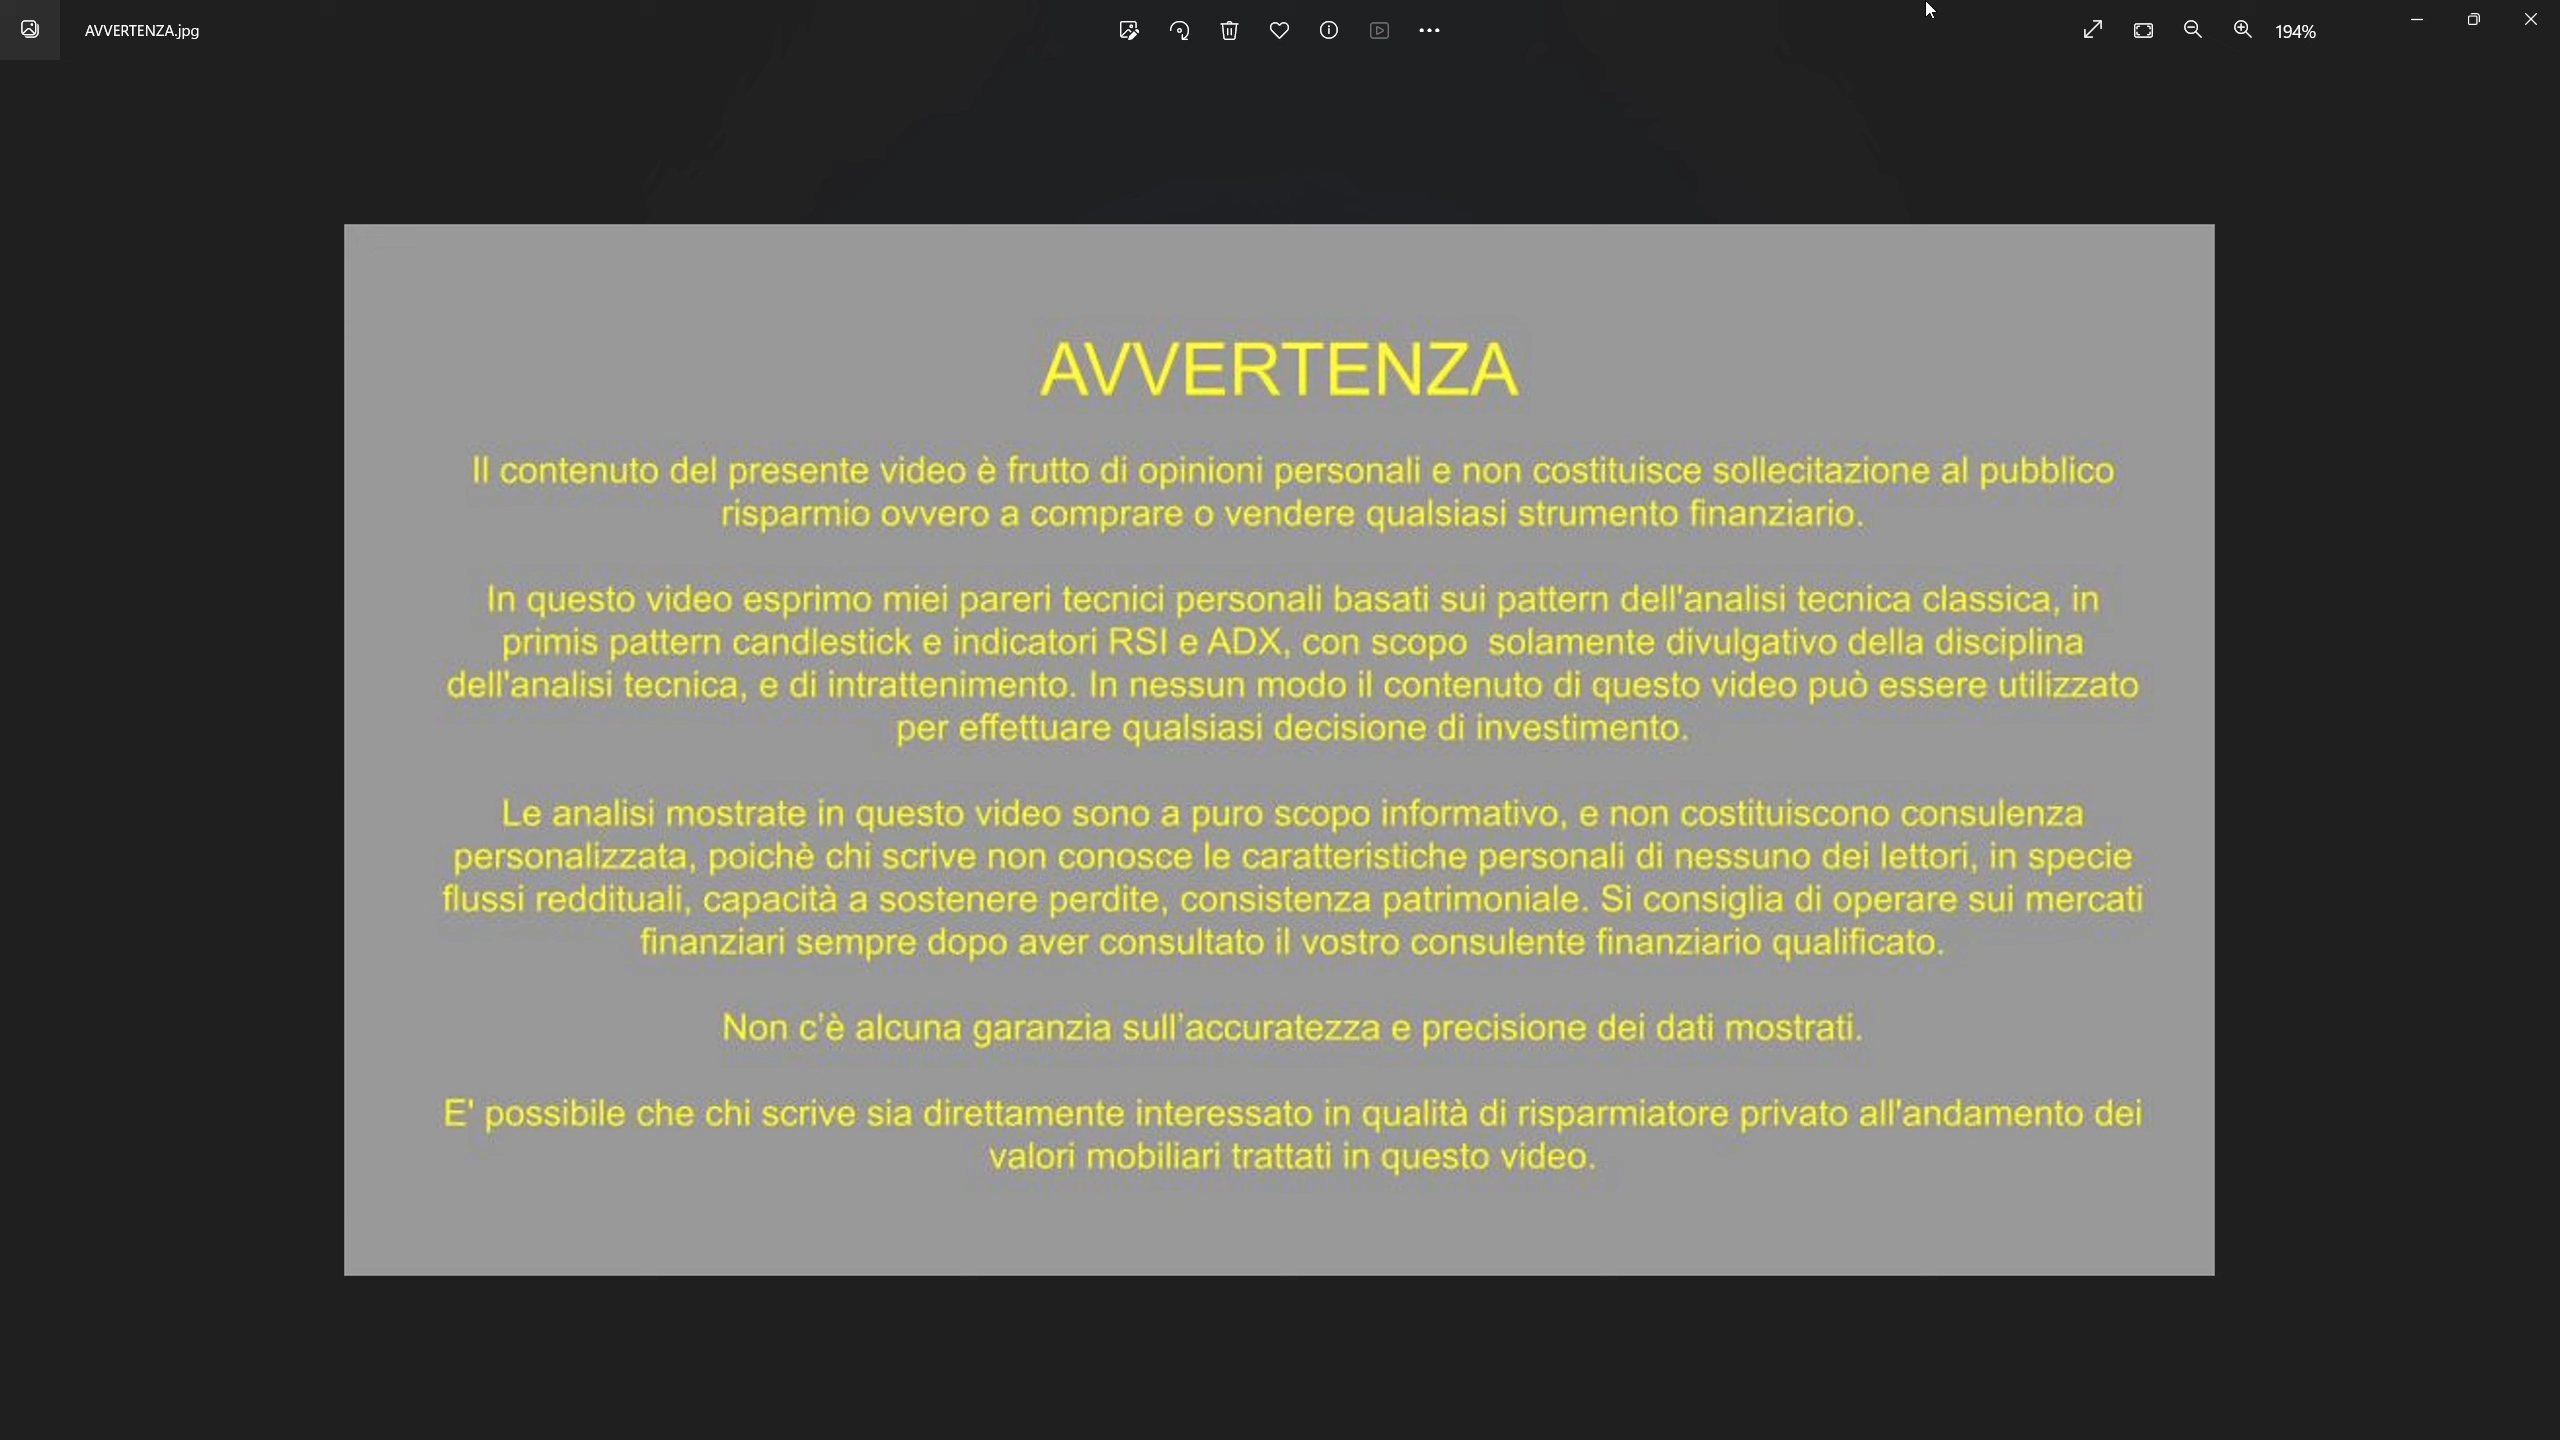 AVVERTENZA.jpg
194%
AVVERTENZA
Il contenuto del presente video è frutto di opinioni personali e non costituisce sollecitazione al pubblico
risparmio ovvero a comprare o vendere qualsiasi strumento finanziario.
In questo video esprimo miei pareri tecnici personali basati sui pattern dell'analisi tecnica classica, in
primis pattern candlestick e indicatori RSI e ADX, con scopo  solamente divulgativo della disciplina
dell'analisi tecnica, e di intrattenimento. In nessun modo il contenuto di questo video può essere utilizzato
per effettuare qualsiasi decisione di investimento.
Le analisi mostrate in questo video sono a puro scopo informativo, e non costituiscono consulenza
personalizzata, poichè chi scrive non conosce le caratteristiche personali di nessuno dei lettori, in specie
flussi reddituali, capacità a sostenere perdite, consistenza patrimoniale. Si consiglia di operare sui mercati
finanziari sempre dopo aver consultato il vostro consulente finanziario qualificato.
Non c’è alcuna garanzia sull’accuratezza e precisione dei dati mostrati.
E' possibile che chi scrive sia direttamente interessato in qualità di risparmiatore privato all'andamento dei
valori mobiliari trattati in questo video.